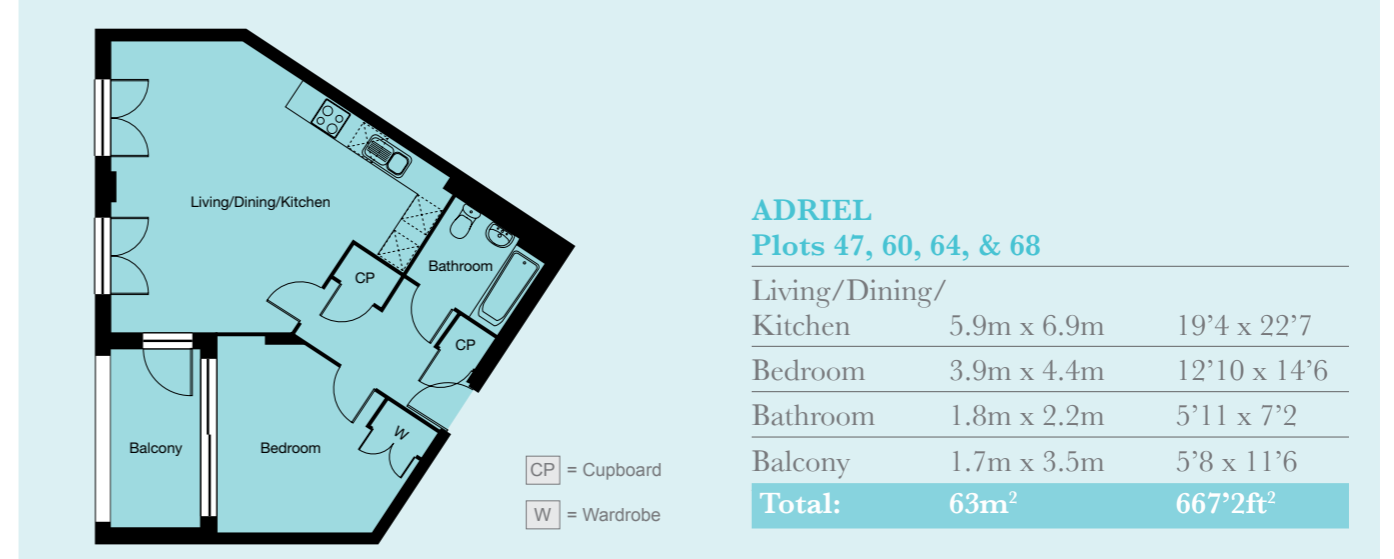 Living/Dining/Kitchen
CP
Bathroom
CP
W
Balcony
Bedroom
CP = Cupboard
W = Wardrobe
ADRIEL
Plots 47, 60, 64, & 68
Living/Dining/
Kitchen 5.9m x 6.9m 19’4 x 22’7
Bedroom 3.9m x 4.4m 12’10 x 14’6
Bathroom 1.8m x 2.2m 5’11 x 7’2
Balcony 1.7m x 3.5m 5’8 x 11’6
Total: 63m² 667’2ft²